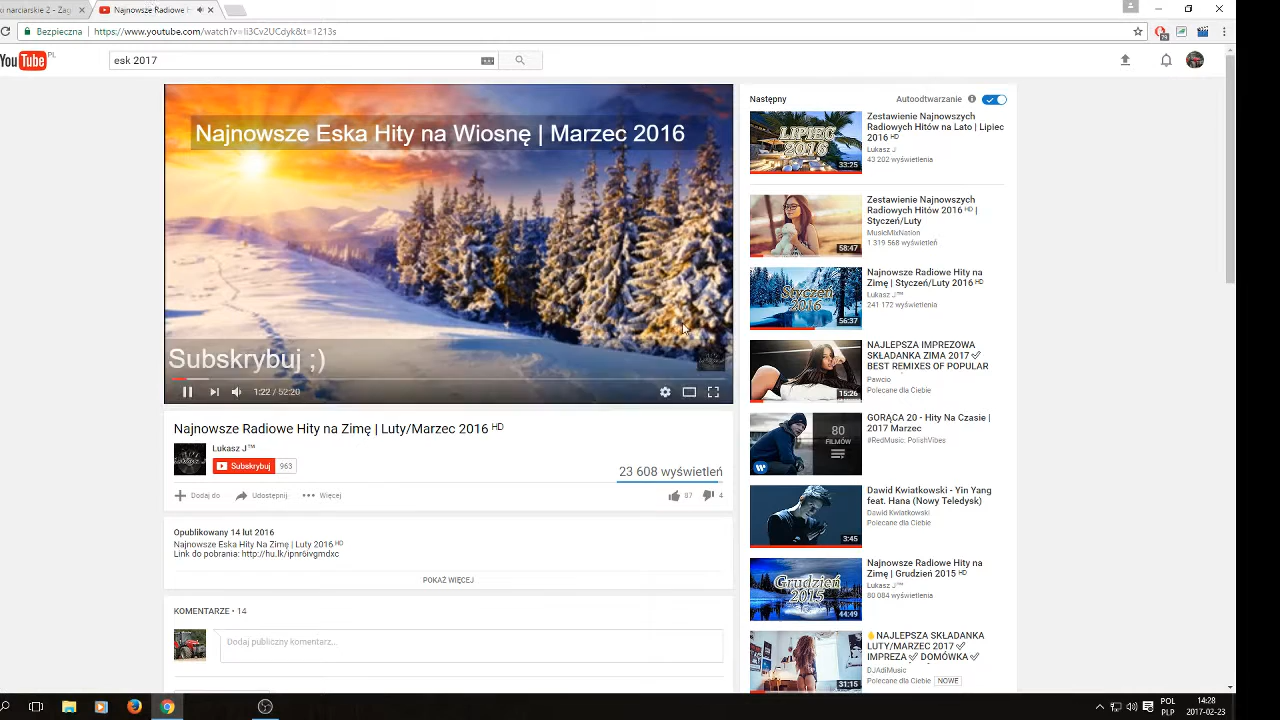 o narciarskie 2 - Zag
Najnowsze Radiowe H
Bezpieczna
https://www.youtube.com/watch?v=Ii3Cv2UCdyk&t=1213s
YouTube PL
esk 2017
Najnowsze Eska Hity na Wiosnę | Marzec 2016
Subskrybuj ;)
1:22 / 52:20
Najnowsze Radiowe Hity na Zimę | Luty/Marzec 2016 HD
Lukasz J™
Subskrybuj 963
23 608 wyświetleń
Dodaj do
Udostępnij
Więcej
87
4
Opublikowany 14 lut 2016
Najnowsze Eska Hity Na Zimę | Luty 2016 HD
Link do pobrania: http://hu.lk/ipnr6ivgmdxc
POKAŻ WIĘCEJ
KOMENTARZE • 14
Dodaj publiczny komentarz...
Następny
Autoodtwarzanie
LIPIEC
2016
33:25
Zestawienie Najnowszych
Radiowych Hitów na Lato | Lipiec
2016 HD
Lukasz J
43 202 wyświetlenia
58:47
Zestawienie Najnowszych
Radiowych Hitów 2016 HD |
Styczeń/Luty
MusicMixNation
1 319 568 wyświetleń
Styczeń
2016
56:37
Najnowsze Radiowe Hity na
Zimę | Styczeń/Luty 2016 HD
Lukasz J™
241 172 wyświetlenia
15:26
NAJLEPSZA IMPREZOWA
SKŁADANKA ZIMA 2017 ✅
BEST REMIXES OF POPULAR
Pawcio
Polecane dla Ciebie
80
FILMÓW
GORĄCA 20 - Hity Na Czasie |
2017 Marzec
#RedMusic: PolishVibes
3:45
Dawid Kwiatkowski - Yin Yang
feat. Hana (Nowy Teledysk)
Dawid Kwiatkowski
Polecane dla Ciebie
Grudzień
2015
44:49
Najnowsze Radiowe Hity na
Zimę | Grudzień 2015 HD
Lukasz J™
80 084 wyświetlenia
31:15
NAJLEPSZA SKŁADANKA
LUTY/MARZEC 2017 ✅
IMPREZA ✅ DOMÓWKA ✅
DJAdiMusic
Polecane dla Ciebie NOWE
POL
PLP
14:28
2017-02-23